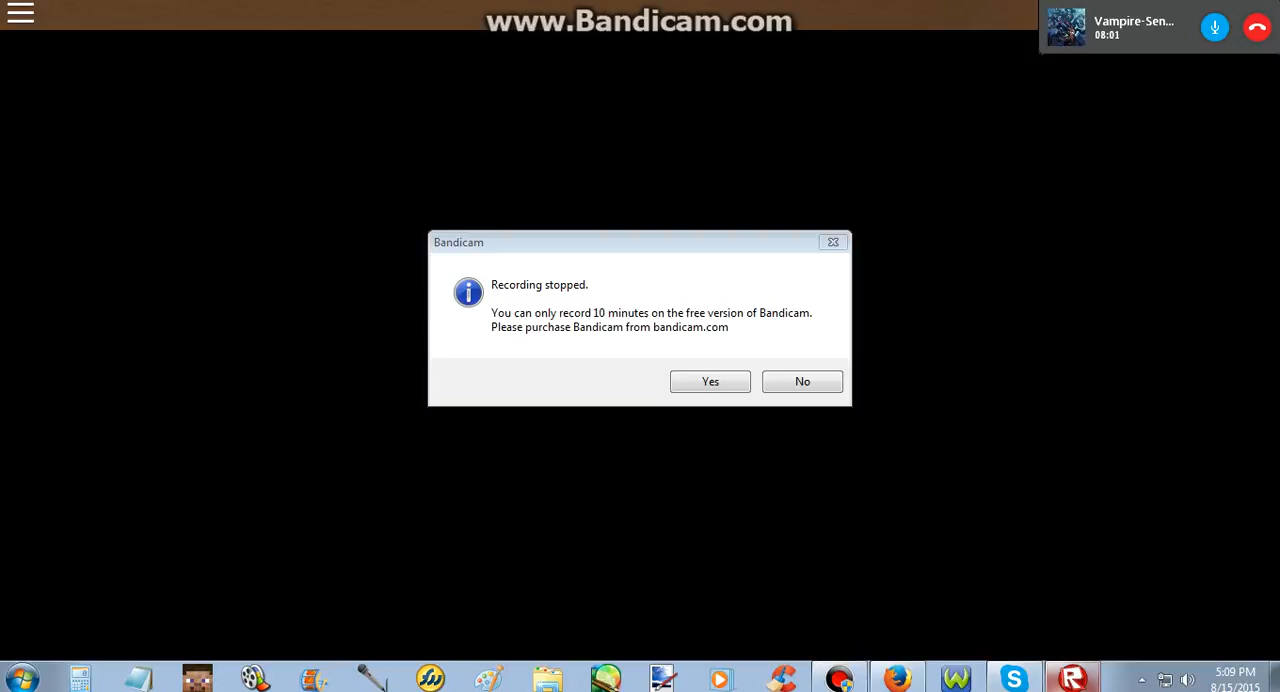 www.Bandicam.com
Vampire-Sen...
08:01
Bandicam
Recording stopped.
You can only record 10 minutes on the free version of Bandicam.
Please purchase Bandicam from bandicam.com
Yes
No
5:09 PM
8/15/2015